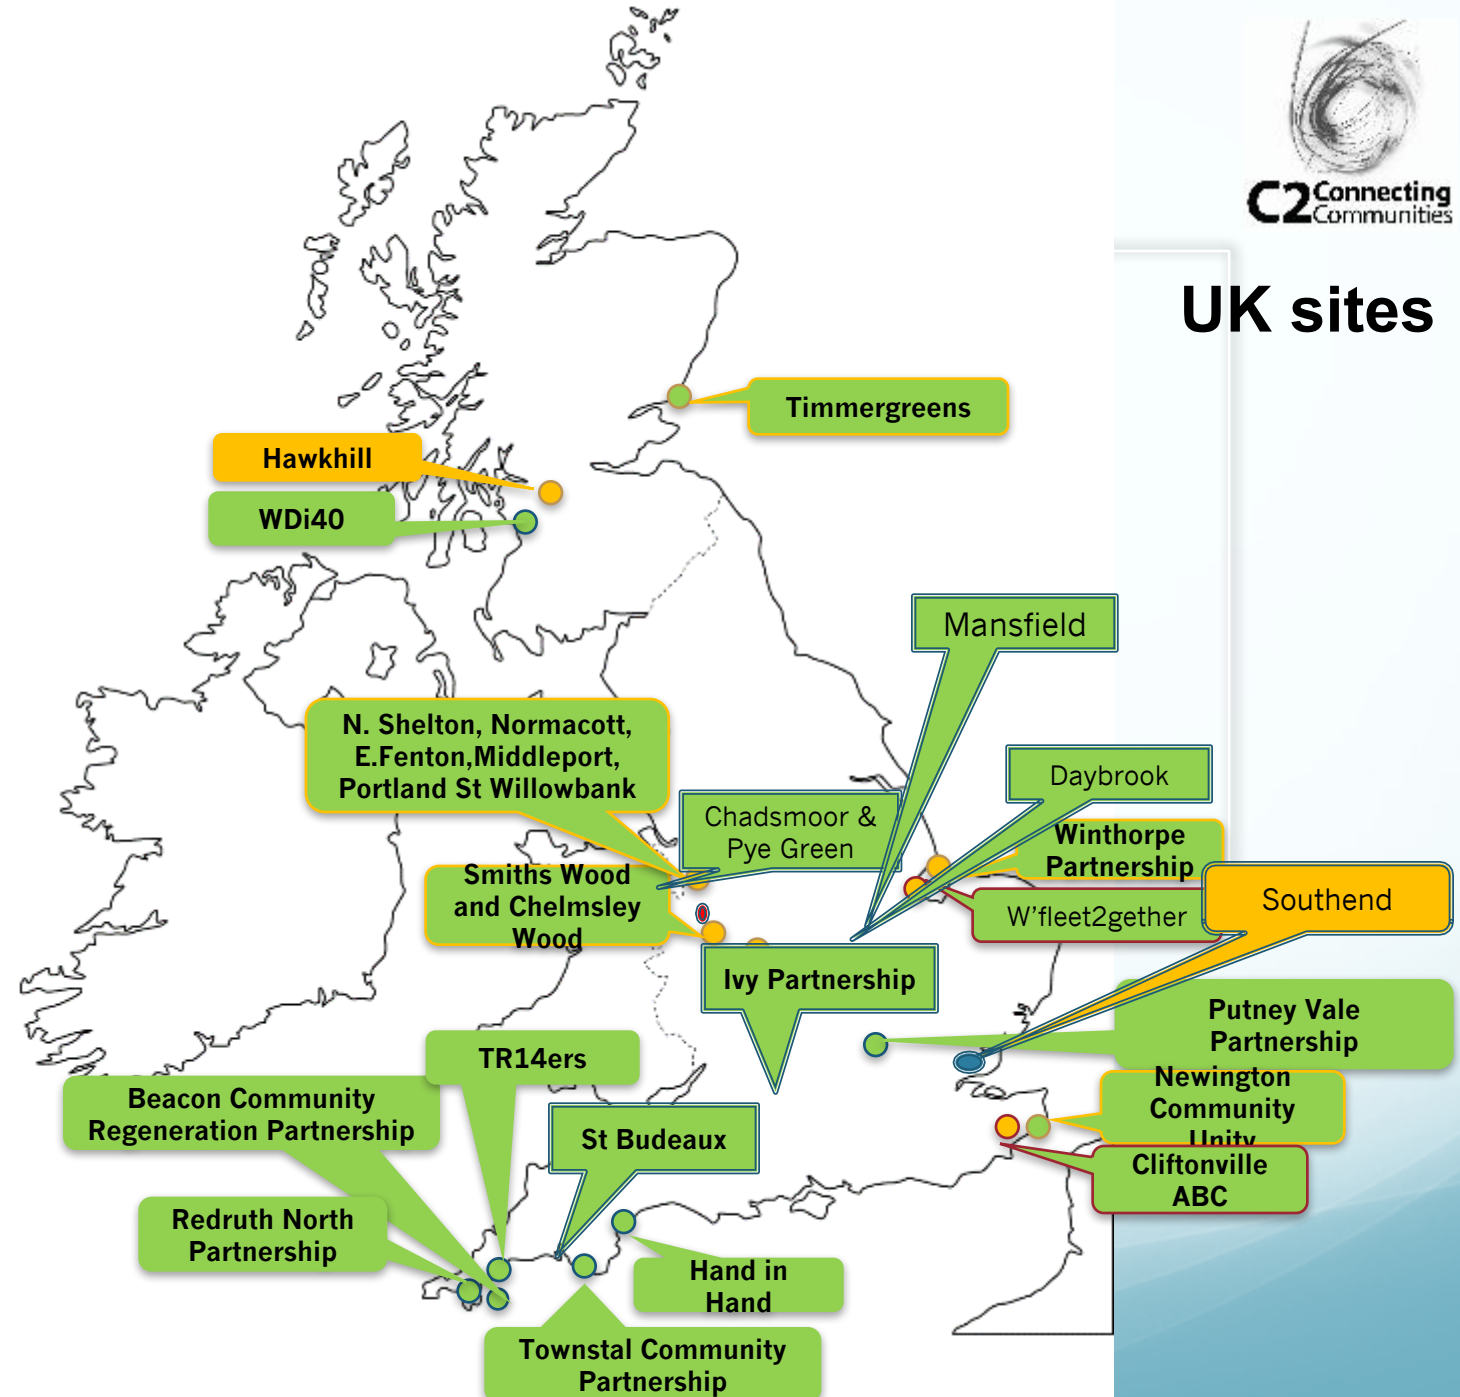 C2 Connecting
Communities
UK sites
Timmergreens
Hawkhill
WDi40
Mansfield
N. Shelton, Normacott,
E.Fenton,Middleport,
Portland St Willowbank
Chadsmoor &
Pye Green
Daybrook
Winthorpe
Partnership
Smiths Wood
and Chelmsley
Wood
W'fleet2gether
Southend
Ivy Partnership
Putney Vale
Partnership
TR14ers
Beacon Community
Regeneration Partnership
St Budeaux
Newington
Community
Unity
Cliftonville
ABC
Redruth North
Partnership
Hand in
Hand
Townstal Community
Partnership